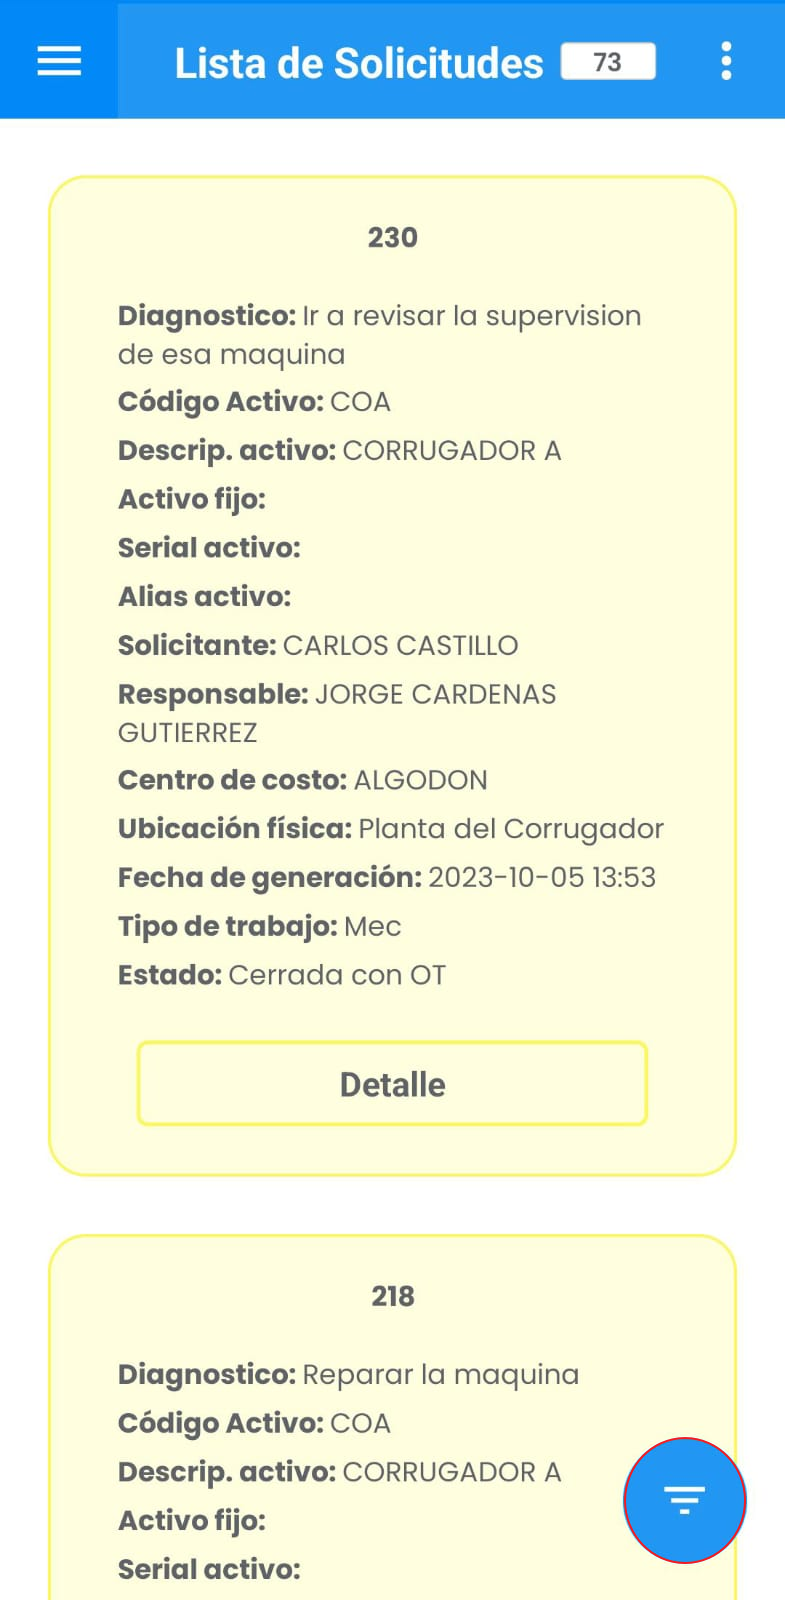 Lista de Solicitudes 73
230
Diagnostico: Ir a revisar la supervision
de esa maquina
Código Activo: COA
Descrip. activo: CORRUGADOR A
Activo fijo:
Serial activo:
Alias activo:
Solicitante: CARLOS CASTILLO
Responsable: JORGE CARDENAS
GUTIERREZ
Centro de costo: ALGODON
Ubicación física: Planta del Corrugador
Fecha de generación: 2023-10-05 13:53
Tipo de trabajo: Mec
Estado: Cerrada con OT
Detalle
218
Diagnostico: Reparar la maquina
Código Activo: COA
Descrip. activo: CORRUGADOR A
Activo fijo:
Serial activo: